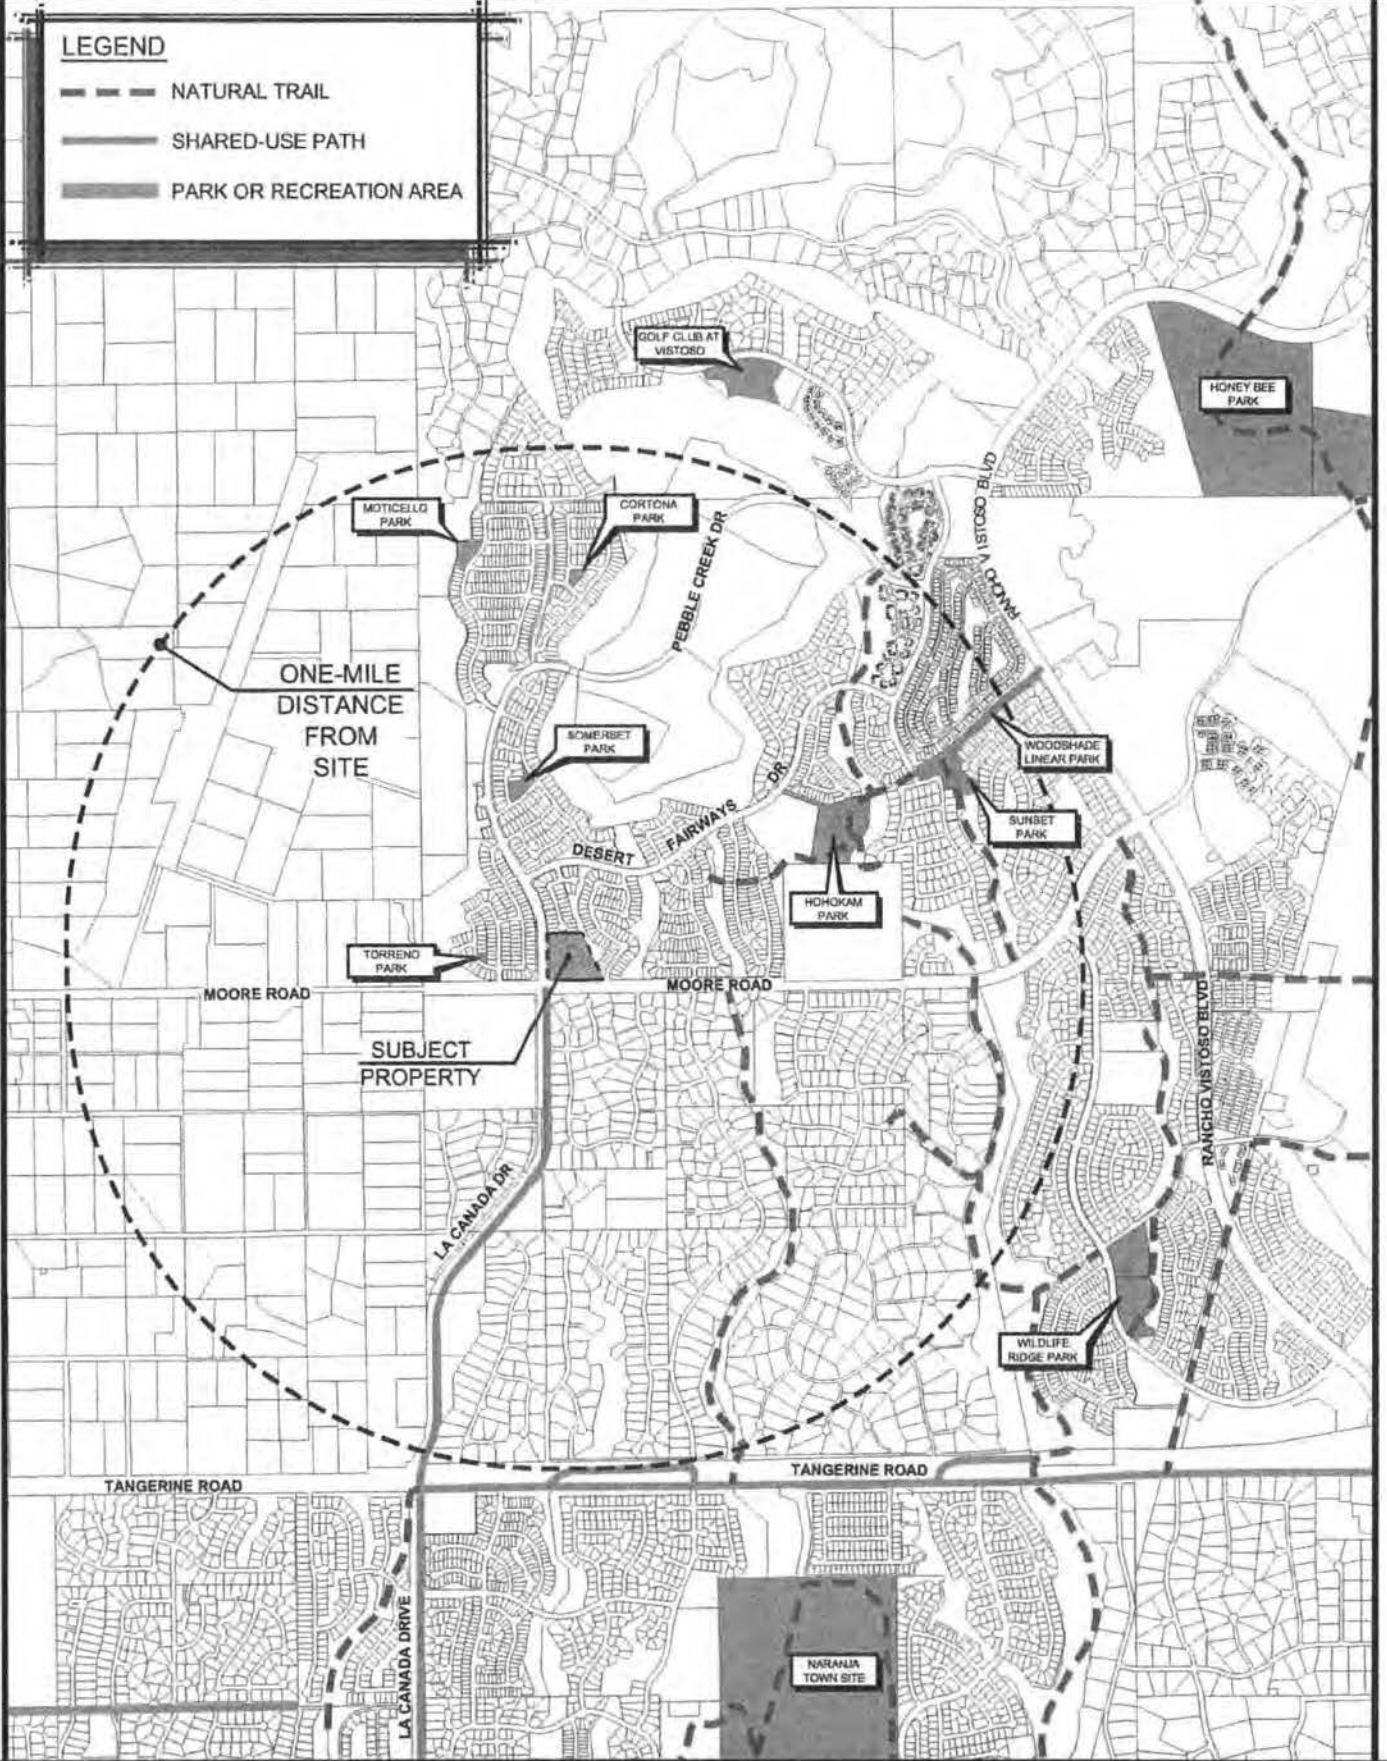 LEGEND
NATURAL TRAIL
SHARED-USE PATH
PARK OR RECREATION AREA
GOLF CLUB AT
VISTOSO
HONEY BEE
PARK
RANCHO VISTOSO BLVD
MOTICELLO
PARK
CORTONA
PARK
PEBBLE CREEK DR
ONE-MILE
DISTANCE
FROM
SITE
SOMERSET
PARK
WOODSHADE
LINEAR PARK
SUNSET
PARK
DESERT FAIRWAYS DR
HOHOKAM
PARK
TORRENO
PARK
MOORE ROAD
MOORE ROAD
SUBJECT
PROPERTY
RANCHO VISTOSO BLVD
LA CANADA DR
WILDLIFE
RIDGE PARK
TANGERINE ROAD
TANGERINE ROAD
LA CANADA DRIVE
NARANJA
TOWN SITE